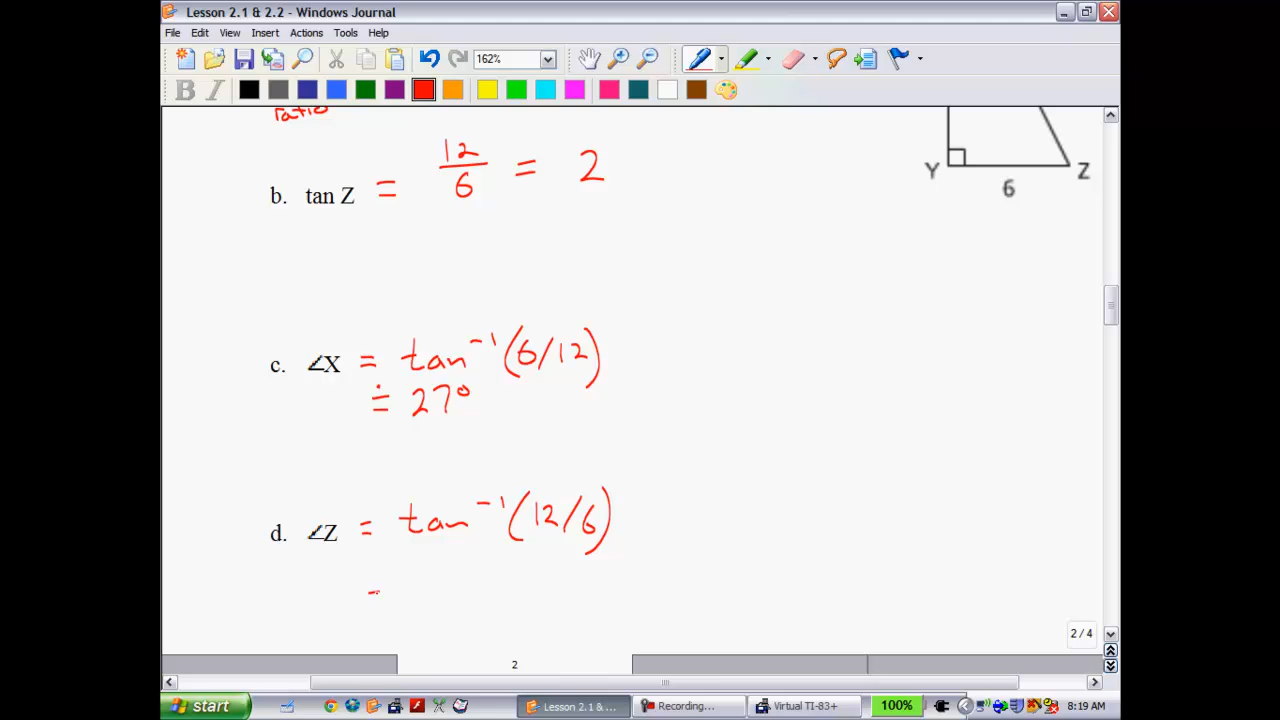 Lesson 2.1 & 2.2 - Windows Journal
File Edit View Insert Actions Tools Help
162%
B I
ratio
b. tan Z = 12/6 = 2
Y Z
6
c. ∠X = tan⁻¹(6/12)
≐ 27°
d. ∠Z = tan⁻¹(12/6)
2 / 4
2
start Lesson 2.1 & ... Recording... Virtual TI-83+ 100% 8:19 AM